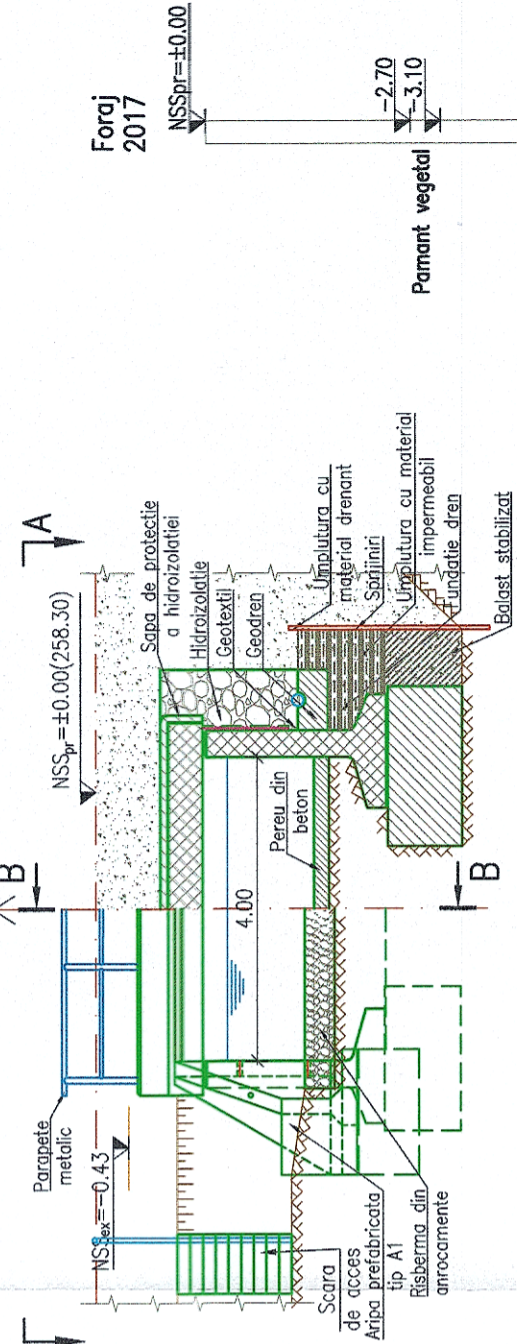 Foraj
2017
NSSpr=±0.00
-2.70
-3.10
Pamant vegetal
A
NSSpr=±0.00(258.30)
B
Sapa de protectie
a hidroizolatiei
Hidroizolatie
Geotextil
Geodren
Umplutura cu
material drenant
Sprijiniri
Umplutura cu material
impermeabil
Fundatie dren
Balast stabilizat
Pereu din
beton
4.00
B
Parapete
metolic
NSSex=-0.43
Scara
de acces
Aripa prefabricata
tip A1
Risberma din
anrocamente